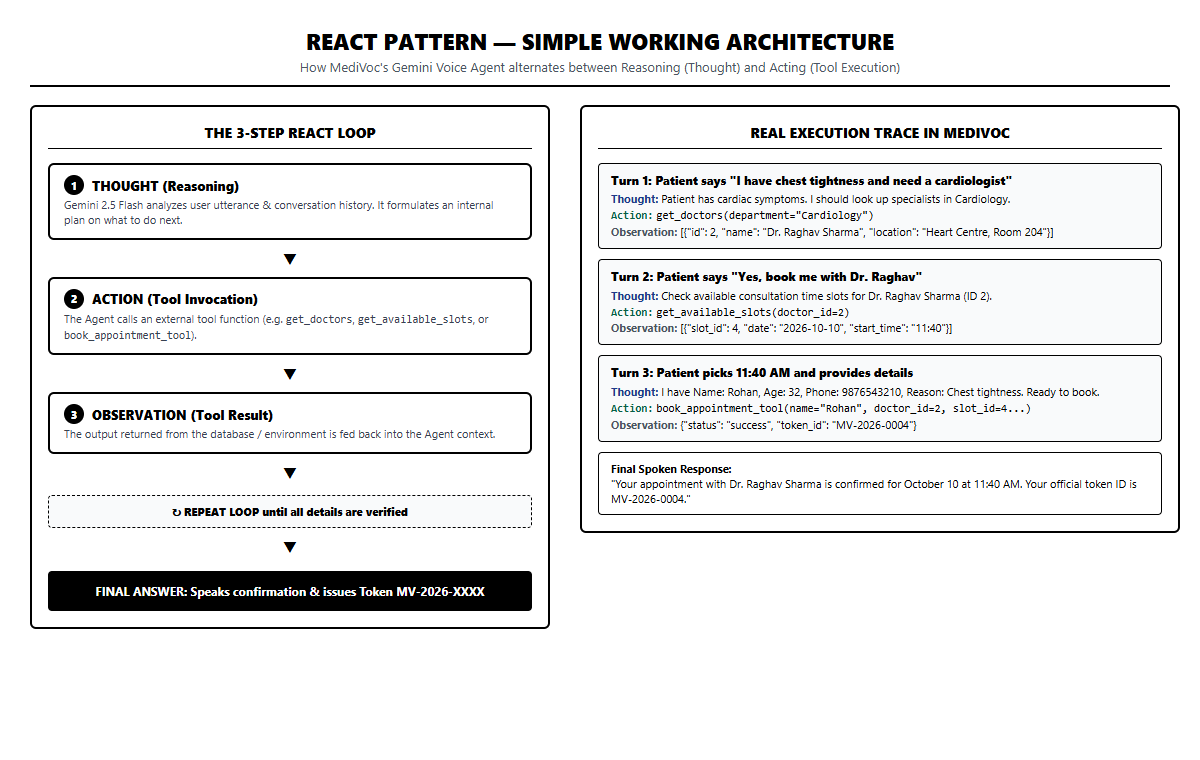 REACT PATTERN — SIMPLE WORKING ARCHITECTURE
How MediVoc's Gemini Voice Agent alternates between Reasoning (Thought) and Acting (Tool Execution)
THE 3-STEP REACT LOOP
1 THOUGHT (Reasoning)
Gemini 2.5 Flash analyzes user utterance & conversation history. It formulates an internal
plan on what to do next.
▼
2 ACTION (Tool Invocation)
The Agent calls an external tool function (e.g. get_doctors, get_available_slots, or
book_appointment_tool).
▼
3 OBSERVATION (Tool Result)
The output returned from the database / environment is fed back into the Agent context.
▼
↻ REPEAT LOOP until all details are verified
▼
FINAL ANSWER: Speaks confirmation & issues Token MV-2026-XXXX
REAL EXECUTION TRACE IN MEDIVOC
Turn 1: Patient says "I have chest tightness and need a cardiologist"
Thought: Patient has cardiac symptoms. I should look up specialists in Cardiology.
Action: get_doctors(department="Cardiology")
Observation: [{"id": 2, "name": "Dr. Raghav Sharma", "location": "Heart Centre, Room 204"}]
Turn 2: Patient says "Yes, book me with Dr. Raghav"
Thought: Check available consultation time slots for Dr. Raghav Sharma (ID 2).
Action: get_available_slots(doctor_id=2)
Observation: [{"slot_id": 4, "date": "2026-10-10", "start_time": "11:40"}]
Turn 3: Patient picks 11:40 AM and provides details
Thought: I have Name: Rohan, Age: 32, Phone: 9876543210, Reason: Chest tightness. Ready to book.
Action: book_appointment_tool(name="Rohan", doctor_id=2, slot_id=4...)
Observation: {"status": "success", "token_id": "MV-2026-0004"}
Final Spoken Response:
"Your appointment with Dr. Raghav Sharma is confirmed for October 10 at 11:40 AM. Your official token ID is
MV-2026-0004."